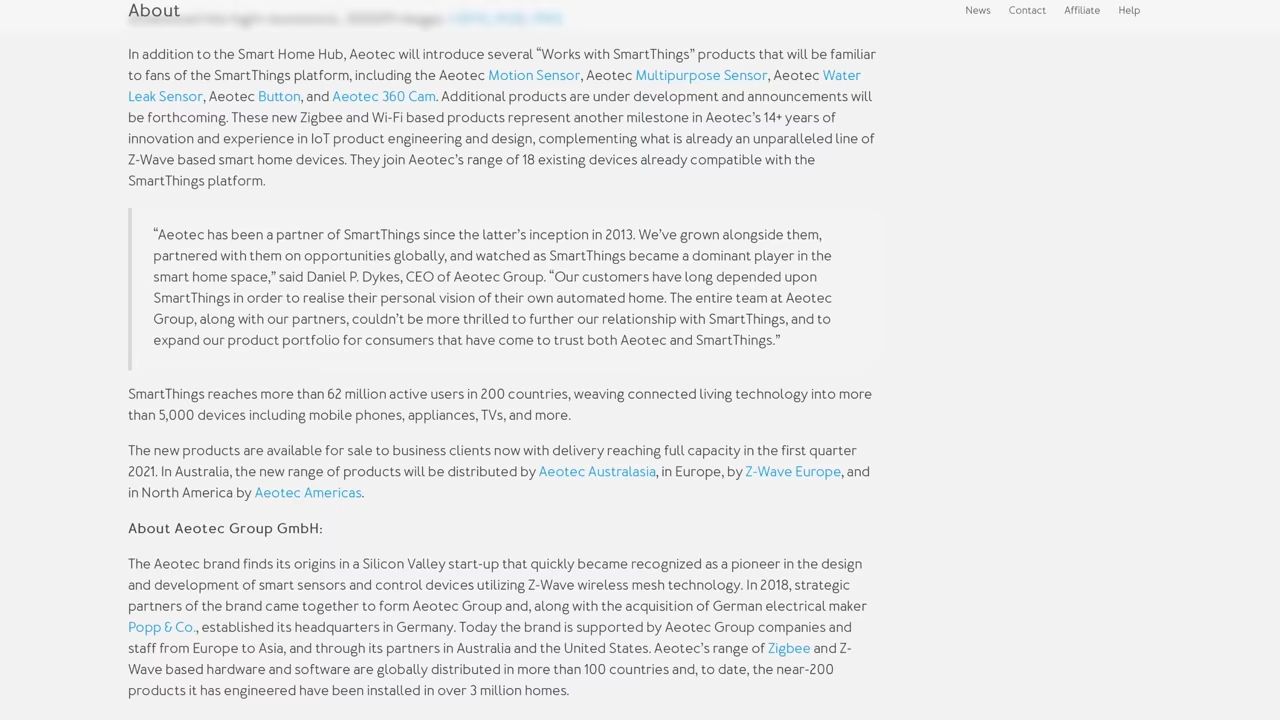 About
News Contact Affiliate Help
In addition to the Smart Home Hub, Aeotec will introduce several “Works with SmartThings” products that will be familiar
to fans of the SmartThings platform, including the Aeotec Motion Sensor, Aeotec Multipurpose Sensor, Aeotec Water
Leak Sensor, Aeotec Button, and Aeotec 360 Cam. Additional products are under development and announcements will
be forthcoming. These new Zigbee and Wi-Fi based products represent another milestone in Aeotec’s 14+ years of
innovation and experience in IoT product engineering and design, complementing what is already an unparalleled line of
Z-Wave based smart home devices. They join Aeotec’s range of 18 existing devices already compatible with the
SmartThings platform.
“Aeotec has been a partner of SmartThings since the latter’s inception in 2013. We’ve grown alongside them,
partnered with them on opportunities globally, and watched as SmartThings became a dominant player in the
smart home space,” said Daniel P. Dykes, CEO of Aeotec Group. “Our customers have long depended upon
SmartThings in order to realise their personal vision of their own automated home. The entire team at Aeotec
Group, along with our partners, couldn’t be more thrilled to further our relationship with SmartThings, and to
expand our product portfolio for consumers that have come to trust both Aeotec and SmartThings.”
SmartThings reaches more than 62 million active users in 200 countries, weaving connected living technology into more
than 5,000 devices including mobile phones, appliances, TVs, and more.
The new products are available for sale to business clients now with delivery reaching full capacity in the first quarter
2021. In Australia, the new range of products will be distributed by Aeotec Australasia, in Europe, by Z-Wave Europe, and
in North America by Aeotec Americas.
About Aeotec Group GmbH:
The Aeotec brand finds its origins in a Silicon Valley start-up that quickly became recognized as a pioneer in the design
and development of smart sensors and control devices utilizing Z-Wave wireless mesh technology. In 2018, strategic
partners of the brand came together to form Aeotec Group and, along with the acquisition of German electrical maker
Popp & Co., established its headquarters in Germany. Today the brand is supported by Aeotec Group companies and
staff from Europe to Asia, and through its partners in Australia and the United States. Aeotec’s range of Zigbee and Z-
Wave based hardware and software are globally distributed in more than 100 countries and, to date, the near-200
products it has engineered have been installed in over 3 million homes.